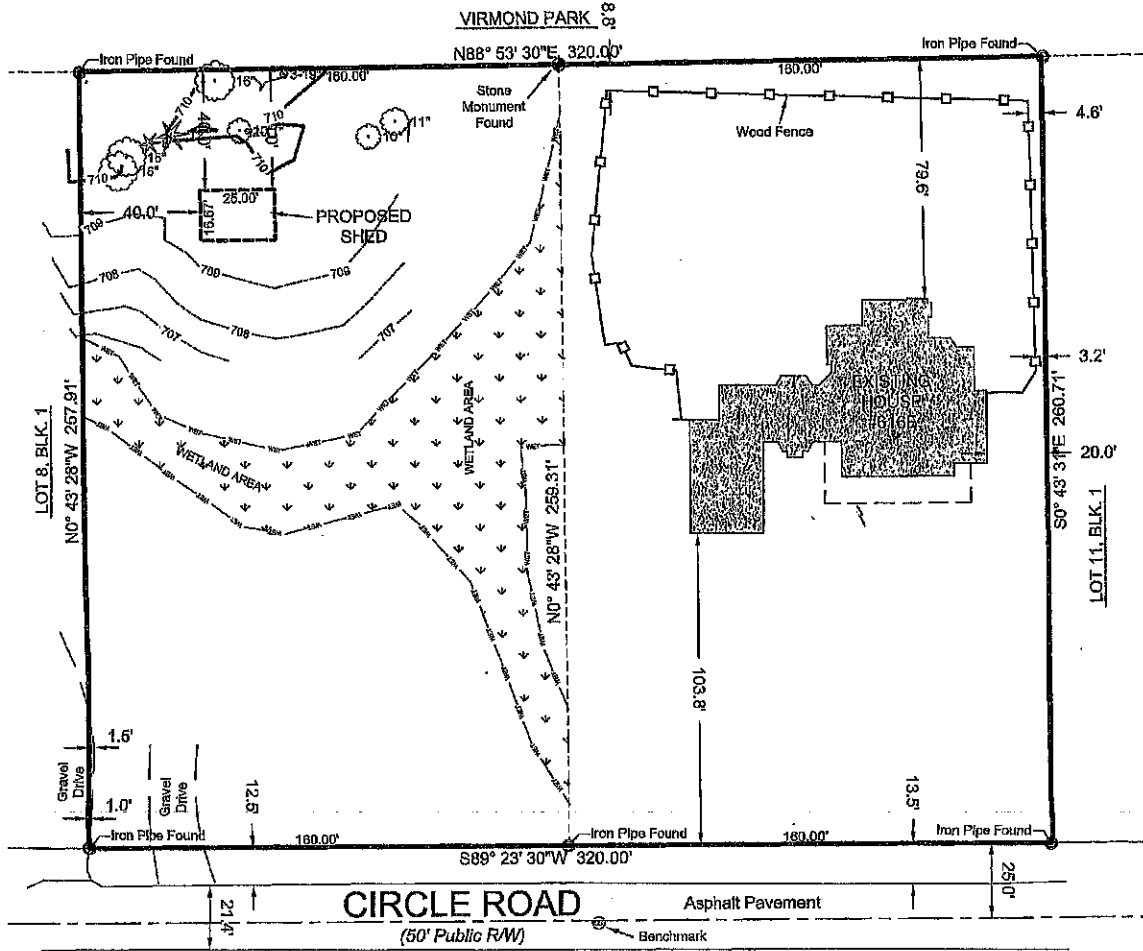 VIRMOND PARK
8.8'
N88° 53' 30"E 320.00'
Iron Pipe Found
Iron Pipe Found
160.00'
160.00'
Stone
Monument
Found
Wood Fence
4.6'
16"
710
710
710
710
710
16"
10"
11"
79.6'
25.00'
16.67'
40.0'
PROPOSED
SHED
709
709
708
708
707
707
3.2'
EXISTING
HOUSE
20.0'
WETLAND AREA
WETLAND AREA
LOT 8, BLK. 1
N0° 43' 28"W 257.91'
N0° 43' 28"W 259.31'
S0° 43' 31"E 260.71'
LOT 11, BLK. 1
103.8'
1.5'
Gravel
Drive
Gravel
Drive
1.0'
12.5'
13.5'
Iron Pipe Found
160.00'
Iron Pipe Found
160.00'
Iron Pipe Found
S89° 23' 30"W 320.00'
25.0'
21.4'
CIRCLE ROAD
Asphalt Pavement
(50' Public R/W)
Benchmark